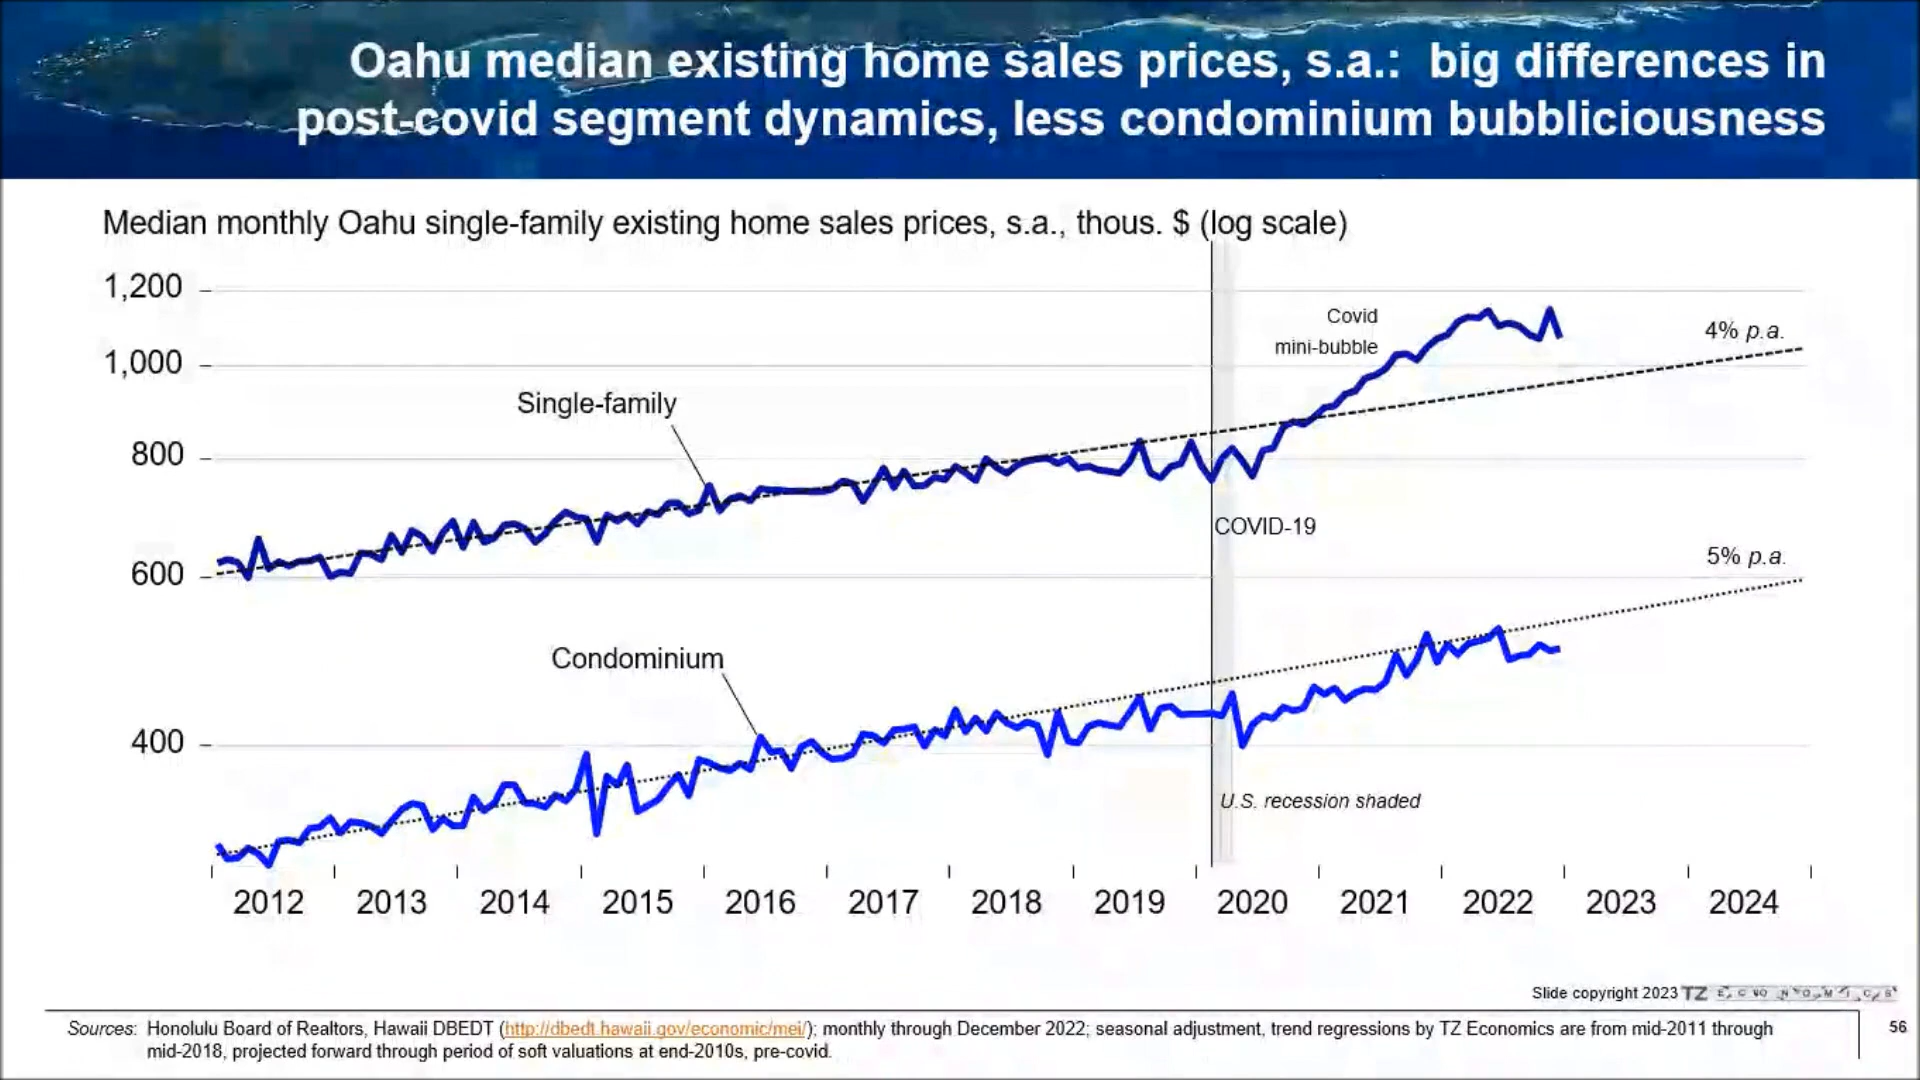 Oahu median existing home sales prices, s.a.: big differences in
post-covid segment dynamics, less condominium bubbliciousness
Median monthly Oahu single-family existing home sales prices, s.a., thous. $ (log scale)
1,200
1,000
800
600
400
Covid
mini-bubble
4% p.a.
Single-family
COVID-19
5% p.a.
Condominium
U.S. recession shaded
2012 2013 2014 2015 2016 2017 2018 2019 2020 2021 2022 2023 2024
Slide copyright 2023 TZ ECONOMICS
Sources: Honolulu Board of Realtors, Hawaii DBEDT (http://dbedt.hawaii.gov/economic/mei/); monthly through December 2022; seasonal adjustment, trend regressions by TZ Economics are from mid-2011 through
mid-2018, projected forward through period of soft valuations at end-2010s, pre-covid.
56